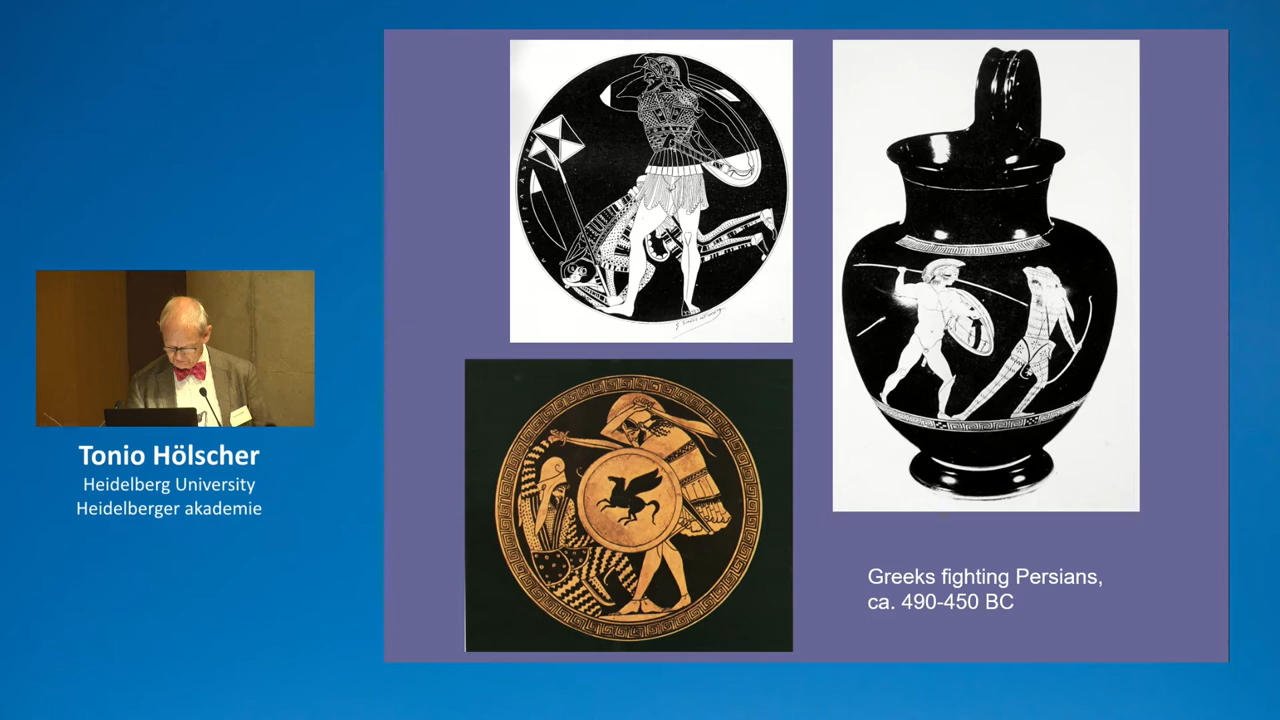 Tonio Hölscher
Heidelberg University
Heidelberger akademie
Greeks fighting Persians,
ca. 490-450 BC